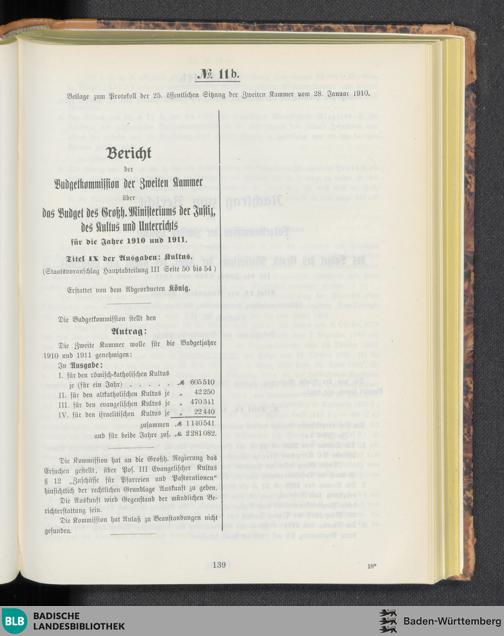 № 11b.
Beilage zum Protokoll der 25. öffentlichen Sitzung der Zweiten Kammer vom 28. Januar 1910.
Bericht
der
Budgetkommission der Zweiten Kammer
über
das Budget des Großh. Ministeriums der Justiz,
des Kultus und Unterrichts
für die Jahre 1910 und 1911.
Titel IX der Ausgaben: Kultus.
(Staatsvoranschlag Hauptabteilung III Seite 50 bis 54)
Erstattet von dem Abgeordneten König.
Die Budgetkommission stellt den
Antrag:
Die Zweite Kammer wolle für die Budgetjahre
1910 und 1911 genehmigen:
In Ausgabe:
I. für den römisch-katholischen Kultus
je (für ein Jahr) . . . . . ℳ 605 510
II. für den altkatholischen Kultus je „ 42 250
III. für den evangelischen Kultus je „ 470 341
IV. für den israelitischen Kultus je „ 22 440
zusammen ℳ 1 140 541
und für beide Jahre zus. ℳ 2 281 082.
Die Kommission hat an die Großh. Regierung das
Ersuchen gestellt, über Pos. III Evangelischer Kultus
§ 12 „Zuschüsse für Pfarreien und Pastorationen“
hinsichtlich der rechtlichen Grundlage Auskunft zu geben.
Die Auskunft wird Gegenstand der mündlichen Be-
richterstattung sein.
Die Kommission hat Anlaß zu Beanstandungen nicht
gefunden.
139
19*
BLB
BADISCHE
LANDESBIBLIOTHEK
Baden-Württemberg